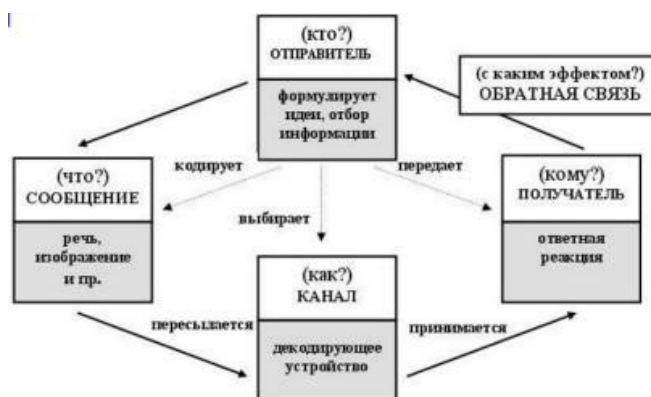 (кто?)
ОТПРАВИТЕЛЬ
формулирует
идеи, отбор
информации
(с каким эффектом?)
ОБРАТНАЯ СВЯЗЬ
кодирует
передает
(что?)
СООБЩЕНИЕ
речь,
изображение
и пр.
выбирает
(кому?)
ПОЛУЧАТЕЛЬ
ответная
реакция
(как?)
КАНАЛ
декодирующее
устройство
пересылается
принимается